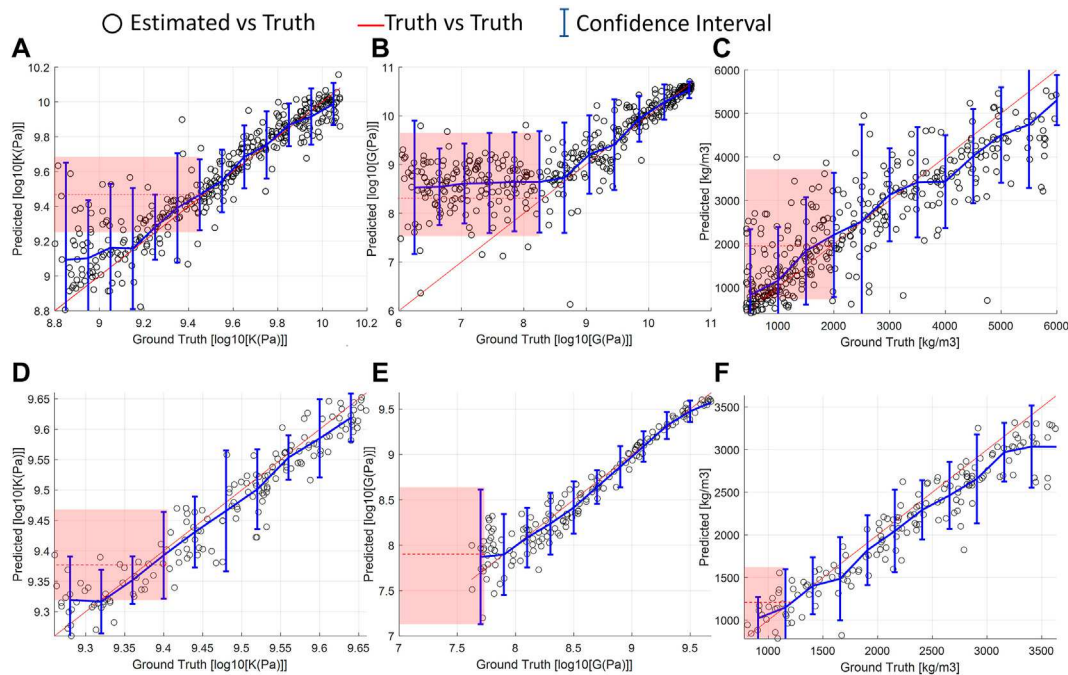 Estimated vs Truth Truth vs Truth Confidence Interval
A B C
10.2 11 6000
10 10 5000
9.8 9 4000
9.6 8 3000
9.4 7 2000
9.2 6 1000
9
8.8
Predicted [log10[K(Pa)]]
Predicted [log10[G(Pa)]]
Predicted [kg/m3]
8.8 9 9.2 9.4 9.6 9.8 10 10.2
6 7 8 9 10 11
1000 2000 3000 4000 5000 6000
Ground Truth [log10[K(Pa)]] Ground Truth [log10[G(Pa)]] Ground Truth [kg/m3]
D E F
9.65 9.5 3500
9.6 9 3000
9.55 8.5 2500
9.5 8 2000
9.45 7.5 1500
9.4 7 1000
9.35
9.3
Predicted [log10[K(Pa)]]
Predicted [log10[G(Pa)]]
Predicted [kg/m3]
9.3 9.35 9.4 9.45 9.5 9.55 9.6 9.65
7 7.5 8 8.5 9 9.5
1000 1500 2000 2500 3000 3500
Ground Truth [log10[K(Pa)]] Ground Truth [log10[G(Pa)]] Ground Truth [kg/m3]